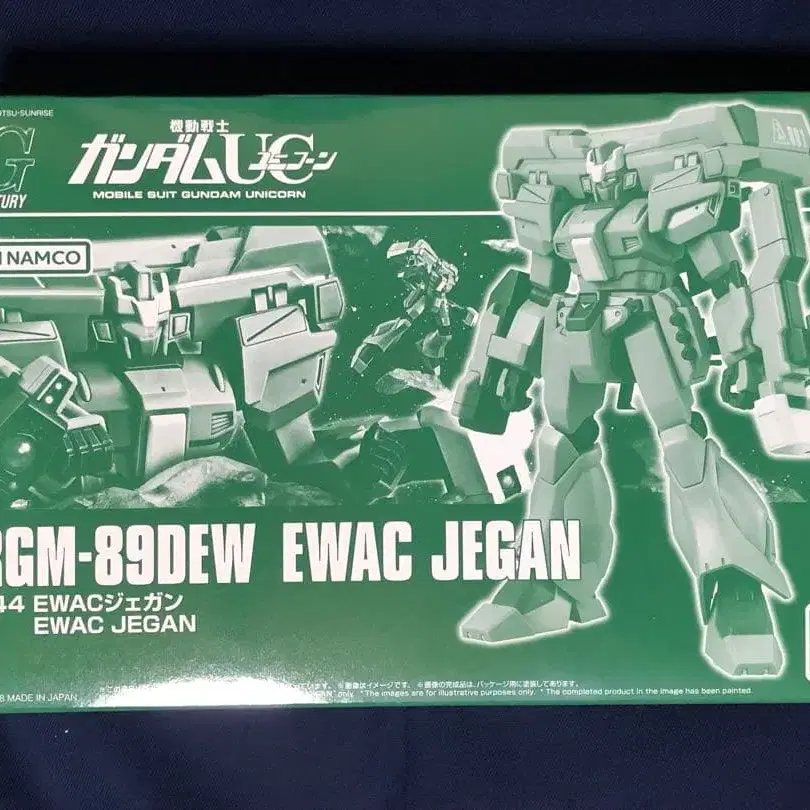 OTSU・SUNRISE
G
TURY
機動戦士
ガンダムUC
ユニコーン
MOBILE SUIT GUNDAM UNICORN
I NAMCO
RGM-89DEW EWAC JEGAN
44 EWACジェガン
EWAC JEGAN
8 MADE IN JAPAN
※画像はイメージです。 ※画像の完成品は、パッケージ用に塗装しています。
only. *The images are for illustrative purposes only. *The completed product in the image has been painted.